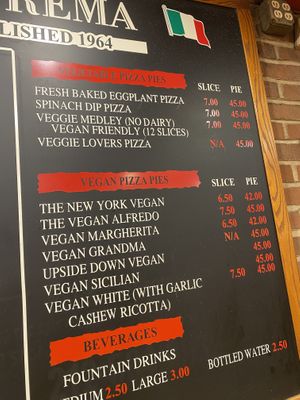 REMA
LISHED 1964
PIZZA PIES SLICE PIE
FRESH BAKED EGGPLANT PIZZA 7.00 45.00
SPINACH DIP PIZZA 7.00 45.00
VEGGIE MEDLEY (NO DAIRY) 7.00 45.00
VEGAN FRIENDLY (12 SLICES)
VEGGIE LOVERS PIZZA N/A 45.00
VEGAN PIZZA PIES SLICE PIE
THE NEW YORK VEGAN 6.50 42.00
THE VEGAN ALFREDO 7.50 45.00
VEGAN MARGHERITA 6.50 42.00
VEGAN GRANDMA N/A 45.00
UPSIDE DOWN VEGAN 45.00
VEGAN SICILIAN 45.00
VEGAN WHITE (WITH GARLIC 7.50 45.00
CASHEW RICOTTA)
BEVERAGES
FOUNTAIN DRINKS BOTTLED WATER 2.50
EDIUM 2.50 LARGE 3.00